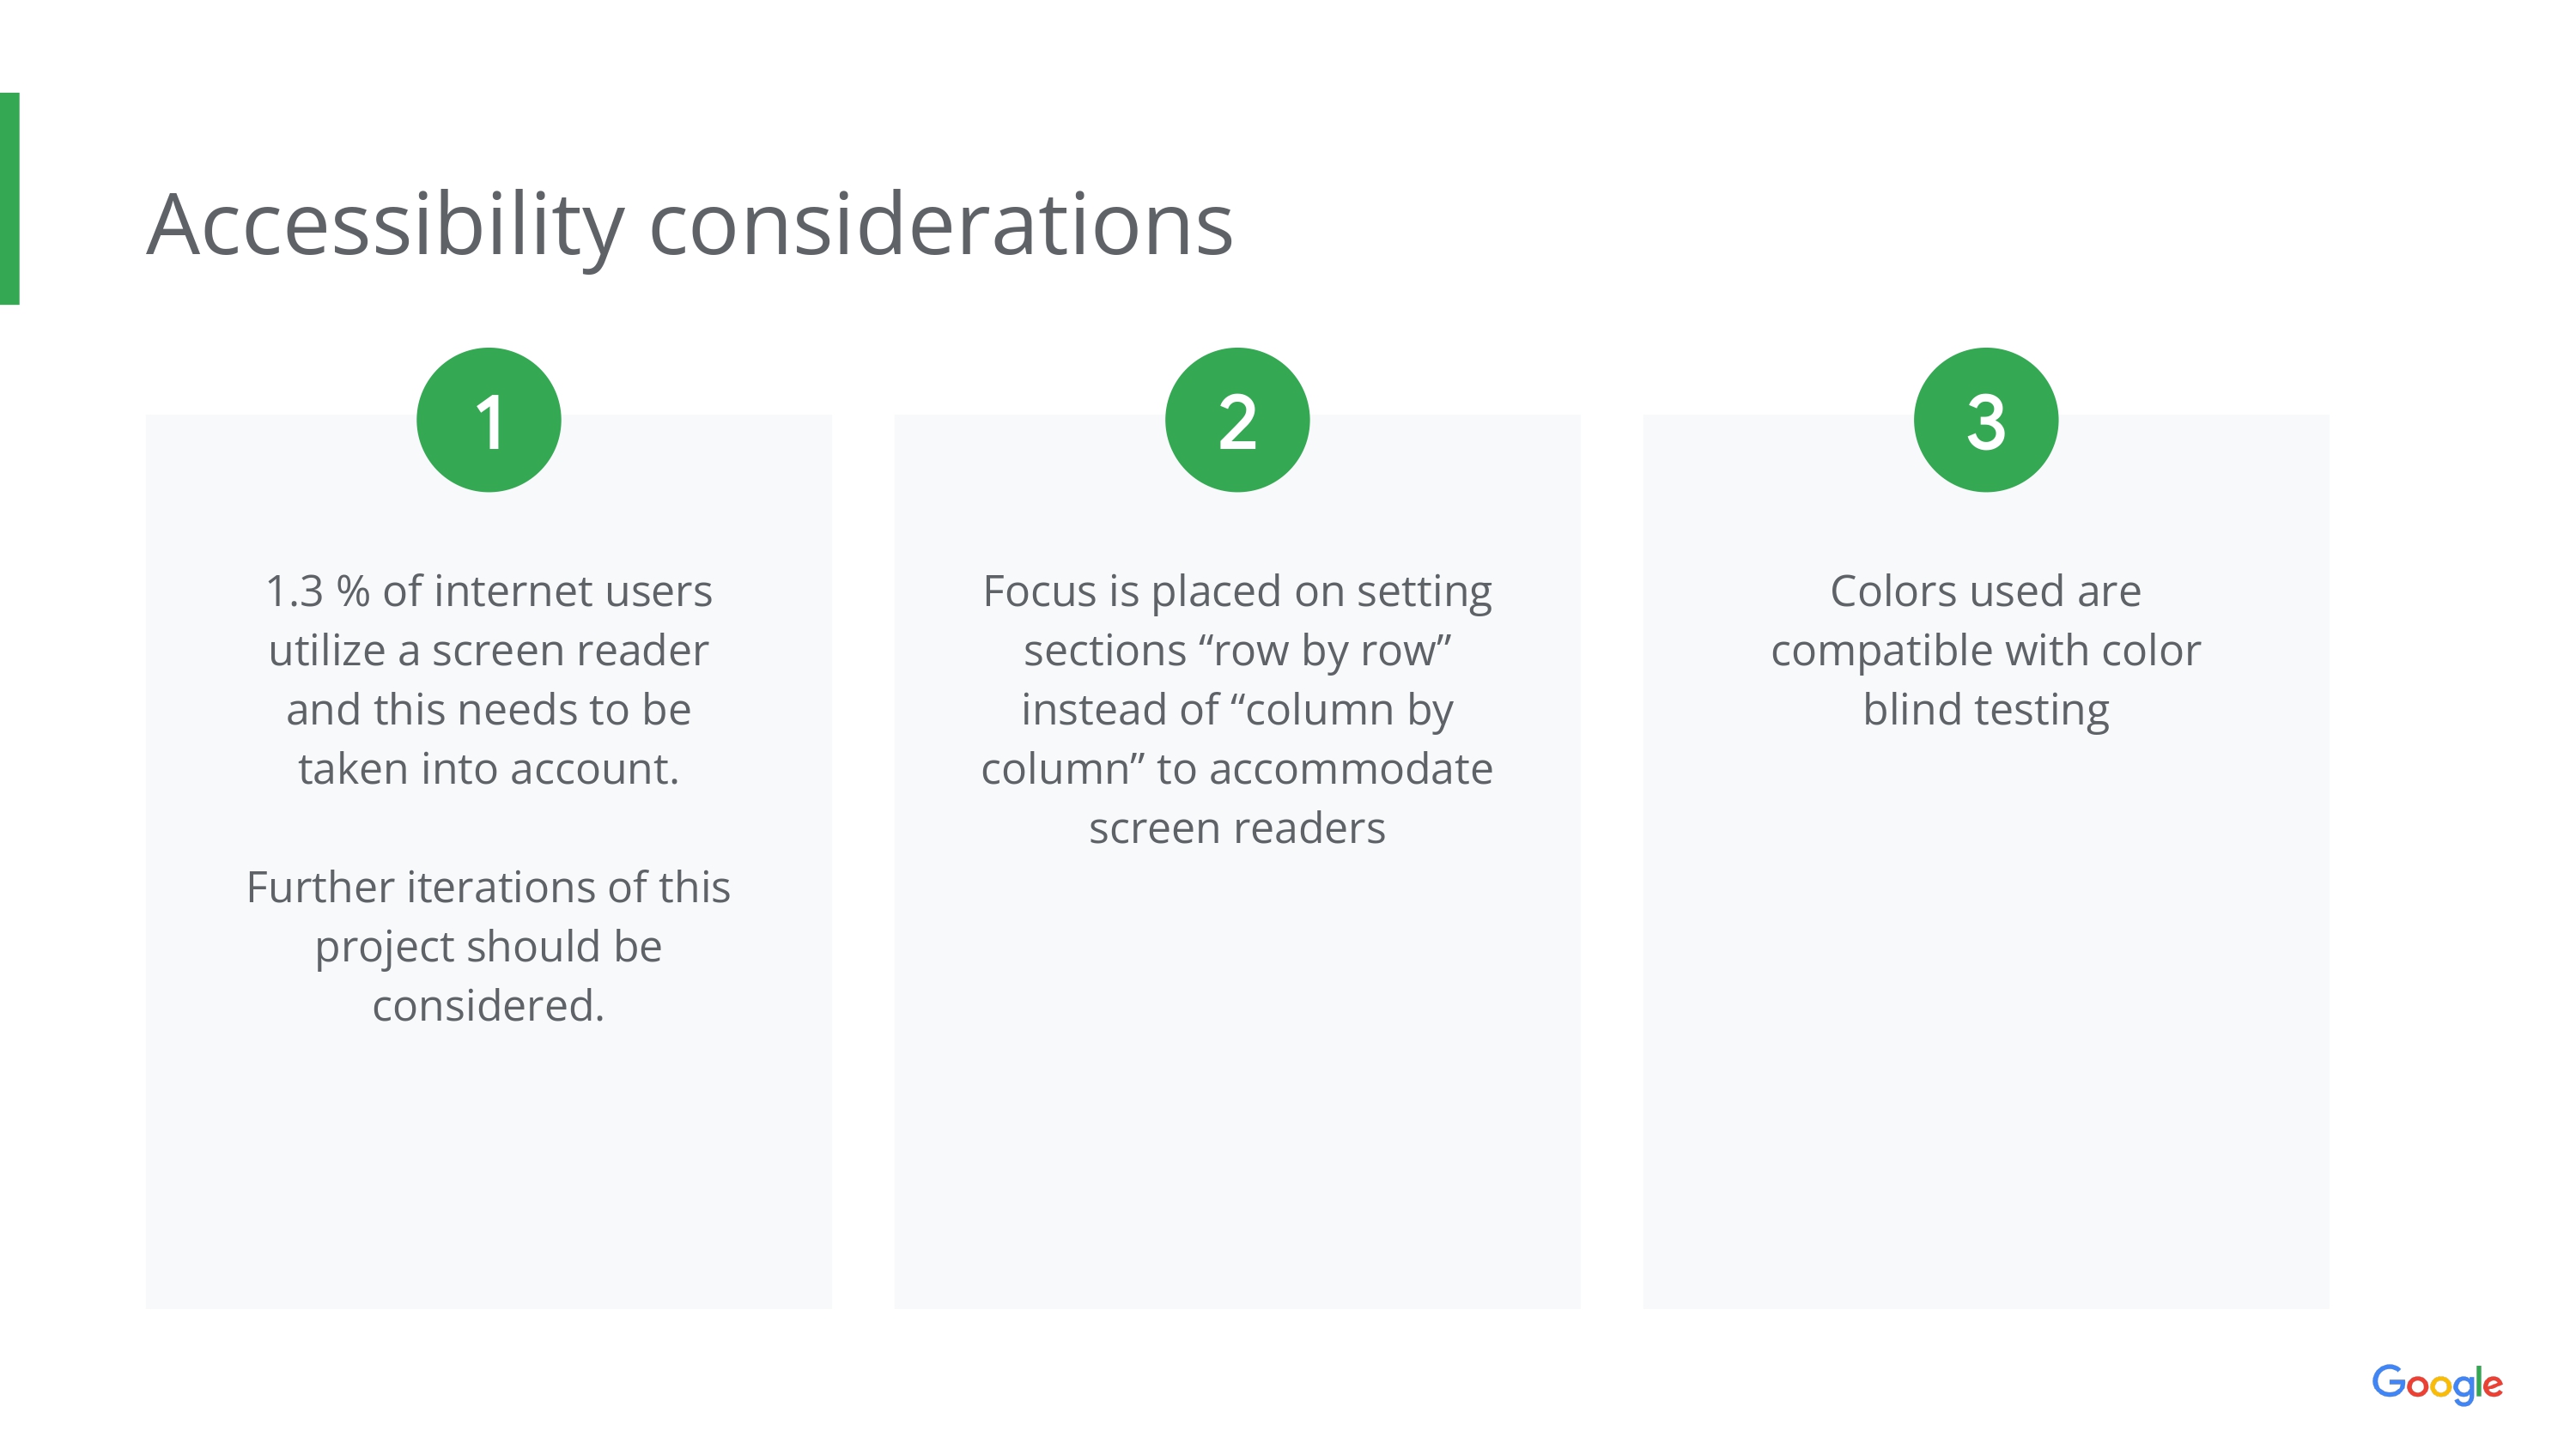 Accessibility considerations
1
1.3 % of internet users
utilize a screen reader
and this needs to be
taken into account.
Further iterations of this
project should be
considered.
2
Focus is placed on setting
sections “row by row”
instead of “column by
column” to accommodate
screen readers
3
Colors used are
compatible with color
blind testing
Google